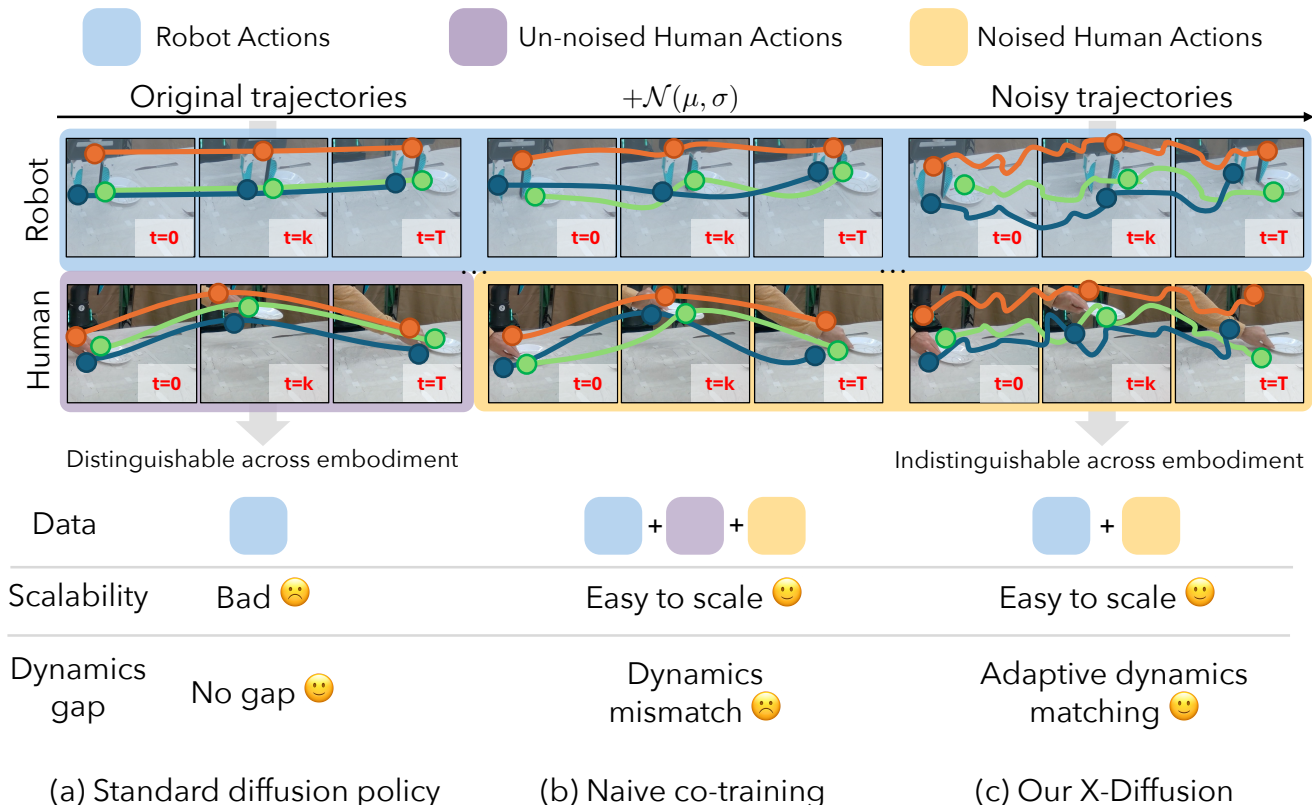 Robot Actions
Un-noised Human Actions
Noised Human Actions
Original trajectories
+𝒩(μ, σ)
Noisy trajectories
Robot
t=0
t=k
t=T
t=0
t=k
t=T
t=0
t=k
t=T
...
...
Human
t=0
t=k
t=T
t=0
t=k
t=T
t=0
t=k
t=T
Distinguishable across embodiment
Indistinguishable across embodiment
Data
+ +
+
Scalability
Bad 🙁
Easy to scale 🙂
Easy to scale 🙂
Dynamics
gap
No gap 🙂
Dynamics
mismatch 🙁
Adaptive dynamics
matching 🙂
(a) Standard diffusion policy
(b) Naive co-training
(c) Our X-Diffusion